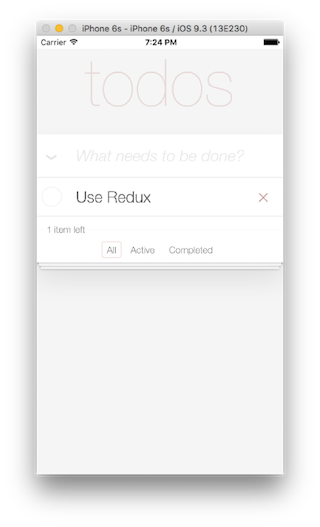 iPhone 6s - iPhone 6s / iOS 9.3 (13E230)
Carrier 7:24 PM
todos
What needs to be done?
Use Redux
1 item left
All Active Completed